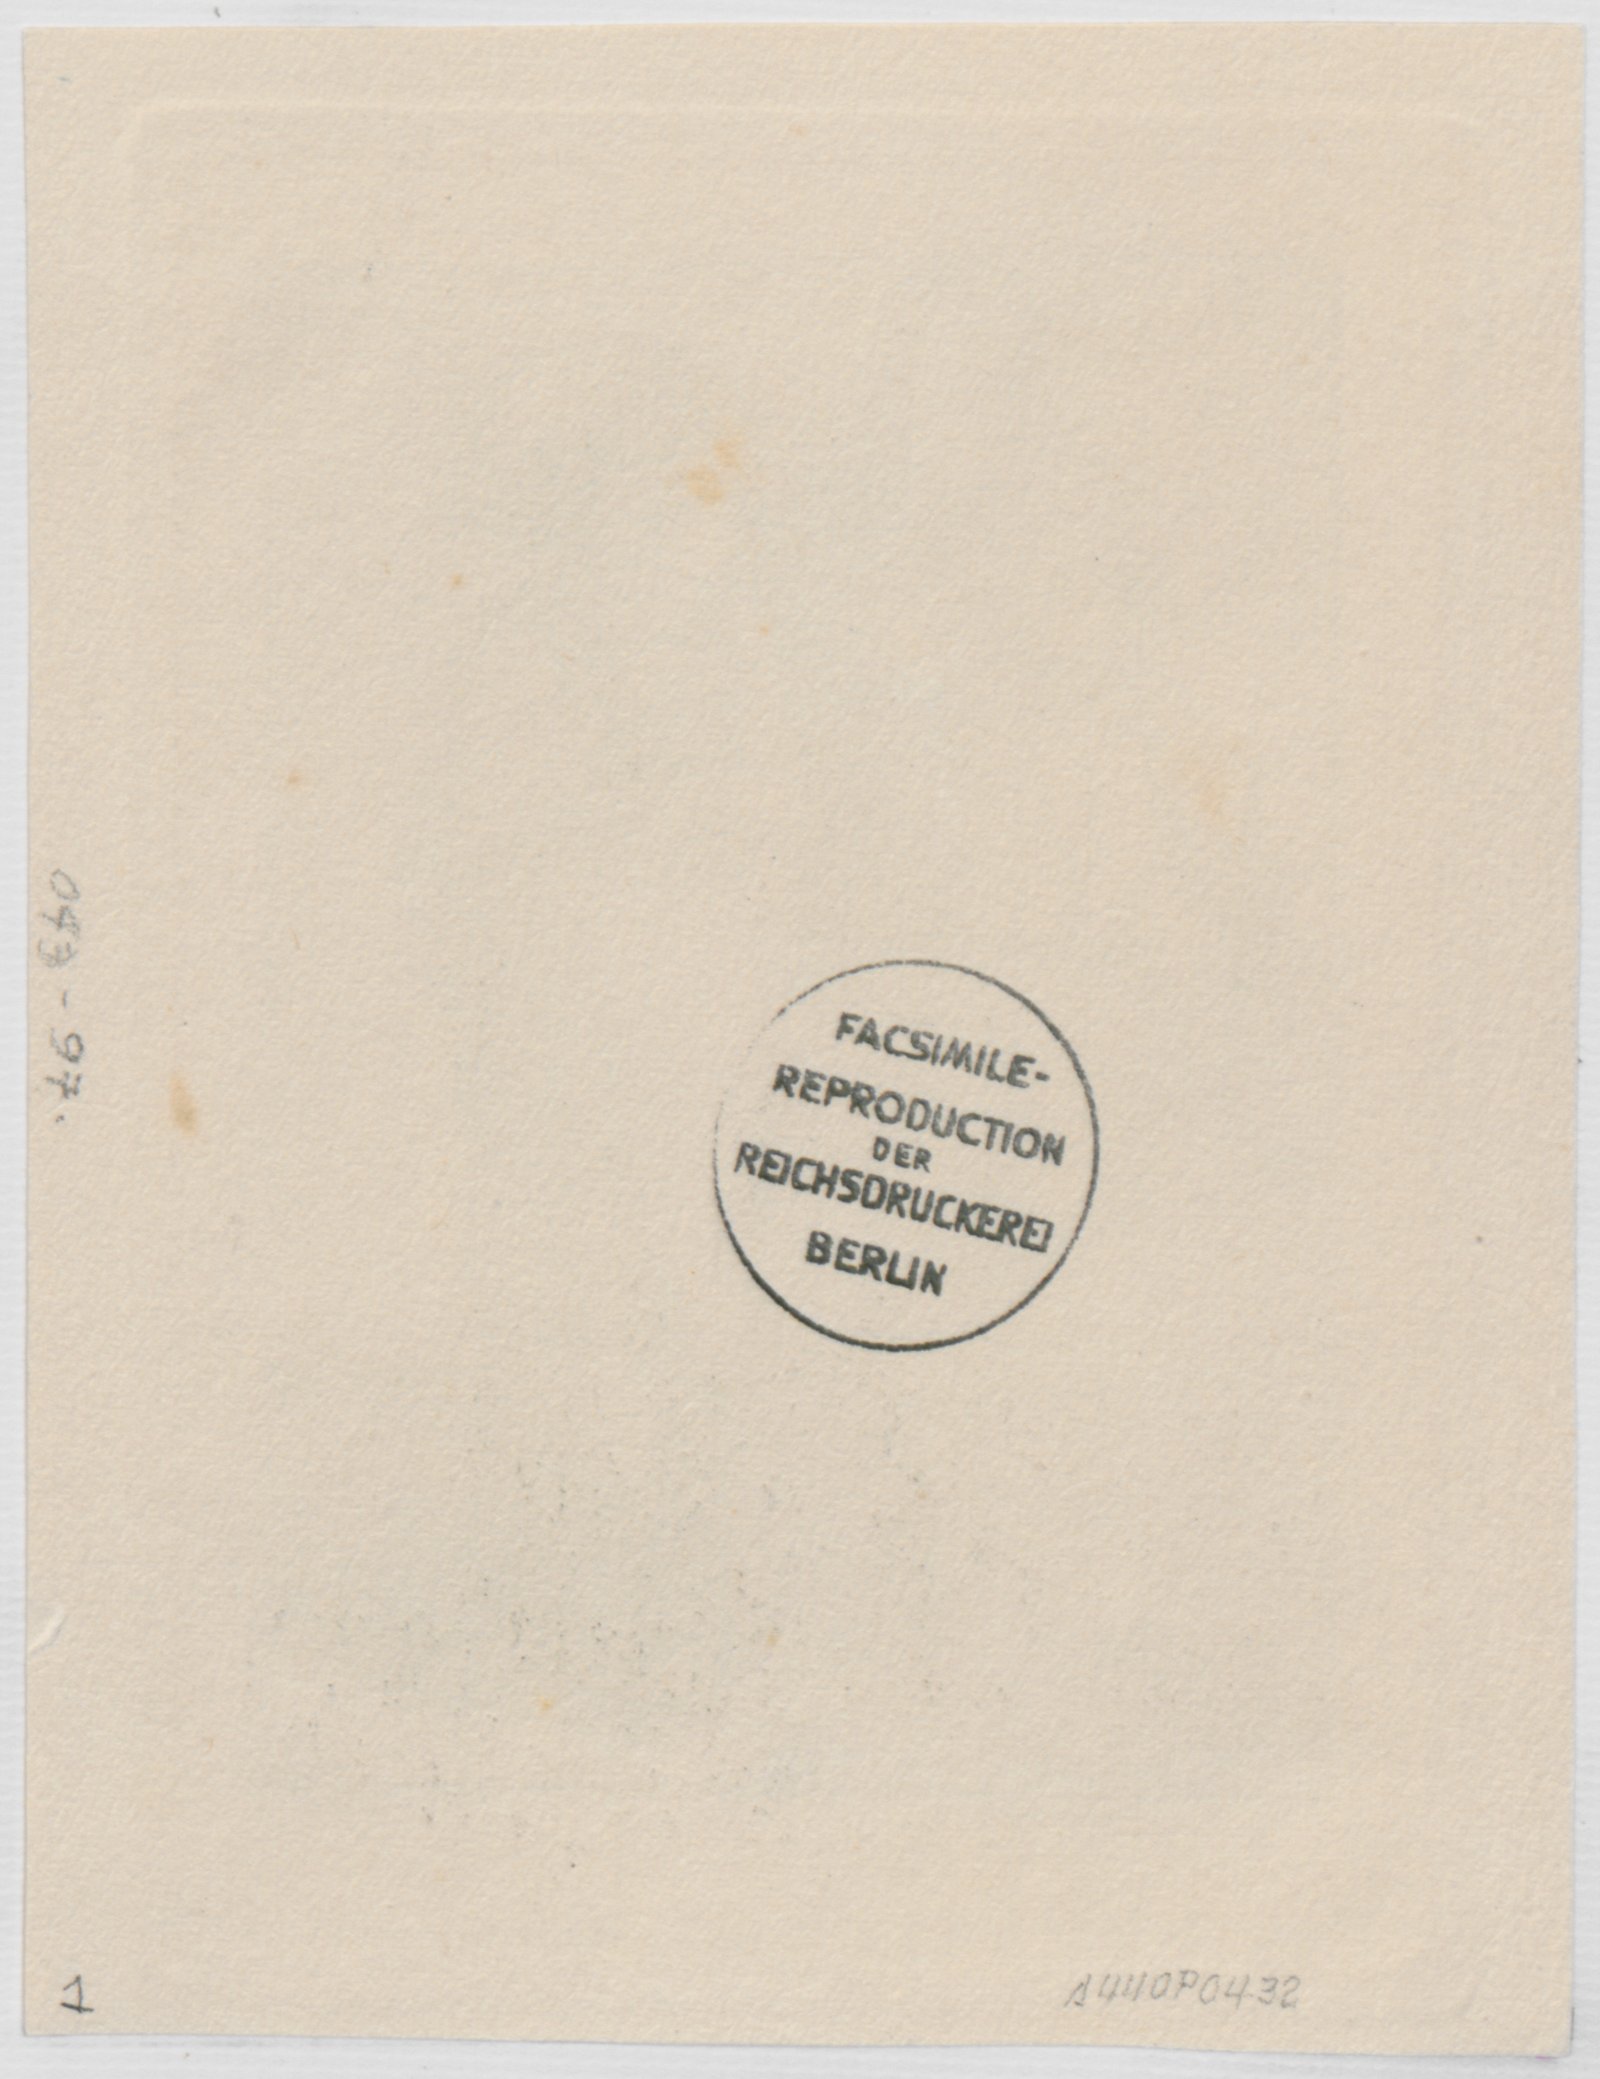 FACSIMILE-
REPRODUCTION
DER
REICHSDRUCKEREI
BERLIN
1
A440P0432